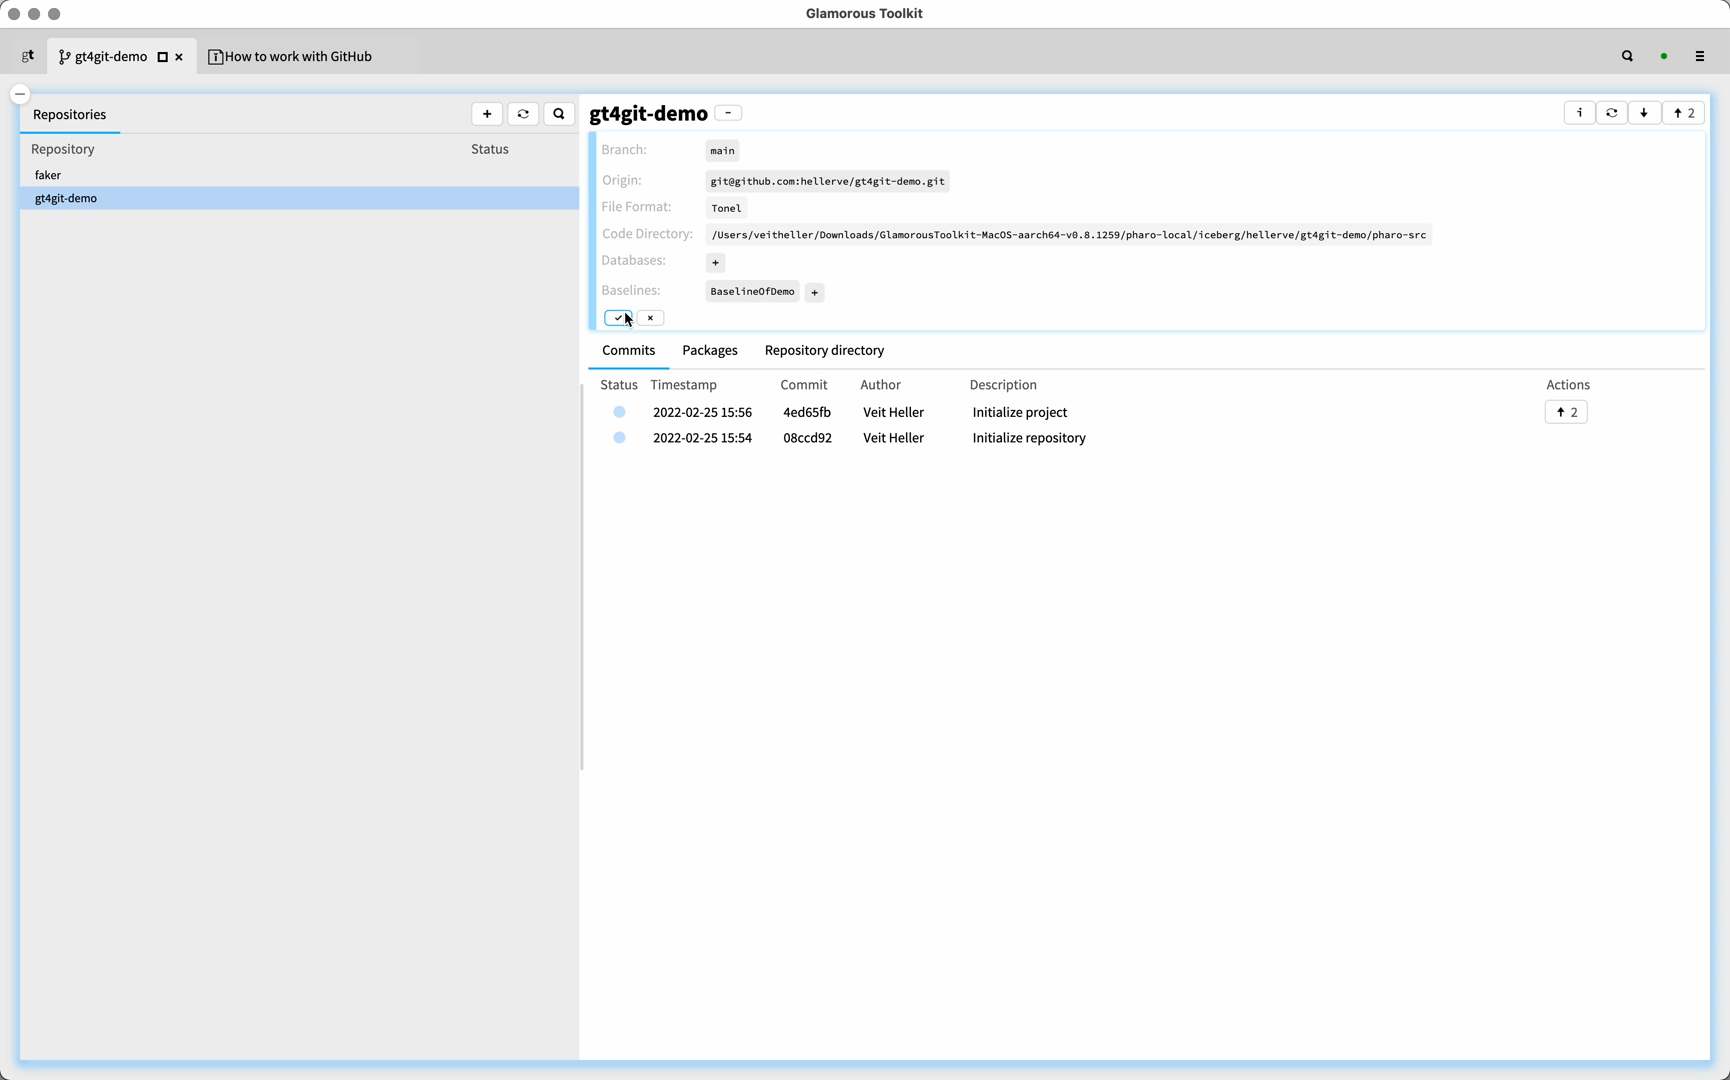 Glamorous Toolkit
gt gt4git-demo How to work with GitHub
Repositories
Repository Status
faker
gt4git-demo
gt4git-demo
i 2
Branch: main
Origin: git@github.com:hellerve/gt4git-demo.git
File Format: Tonel
Code Directory: /Users/veitheller/Downloads/GlamorousToolkit-MacOS-aarch64-v0.8.1259/pharo-local/iceberg/hellerve/gt4git-demo/pharo-src
Databases: +
Baselines: BaselineOfDemo +
Commits Packages Repository directory
Status Timestamp Commit Author Description Actions
2022-02-25 15:56 4ed65fb Veit Heller Initialize project 2
2022-02-25 15:54 08ccd92 Veit Heller Initialize repository